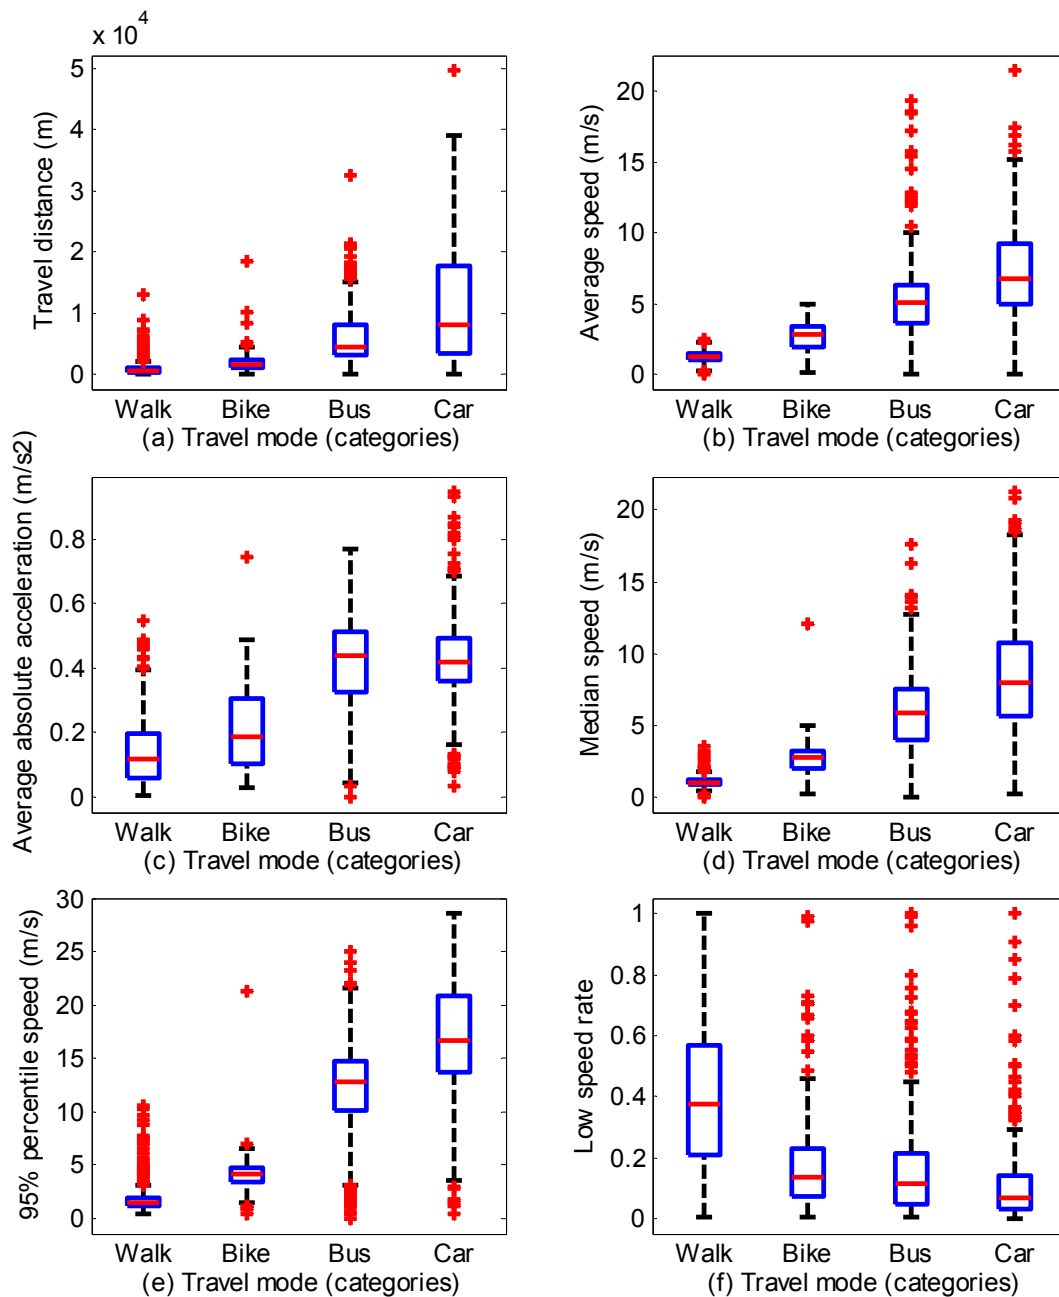 x 10^4
5
4
3
2
1
0
Travel distance (m)
Walk Bike Bus Car
(a) Travel mode (categories)
20
15
10
5
0
Average speed (m/s)
Walk Bike Bus Car
(b) Travel mode (categories)
0.8
0.6
0.4
0.2
0
Average absolute acceleration (m/s2)
Walk Bike Bus Car
(c) Travel mode (categories)
20
15
10
5
0
Median speed (m/s)
Walk Bike Bus Car
(d) Travel mode (categories)
30
25
20
15
10
5
0
95% percentile speed (m/s)
Walk Bike Bus Car
(e) Travel mode (categories)
1
0.8
0.6
0.4
0.2
0
Low speed rate
Walk Bike Bus Car
(f) Travel mode (categories)